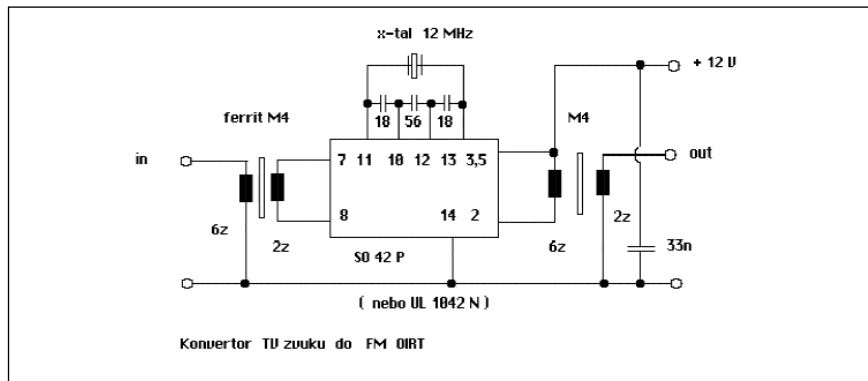 x-tal 12 MHz
+ 12 V
18 56 18
ferrit M4
M4
in
7 11 10 12 13 3,5
out
8 14 2
6z
2z
6z
2z
33n
SO 42 P
( nebo UL 1042 N )
Konvertor TV zvuku do FM OIRT